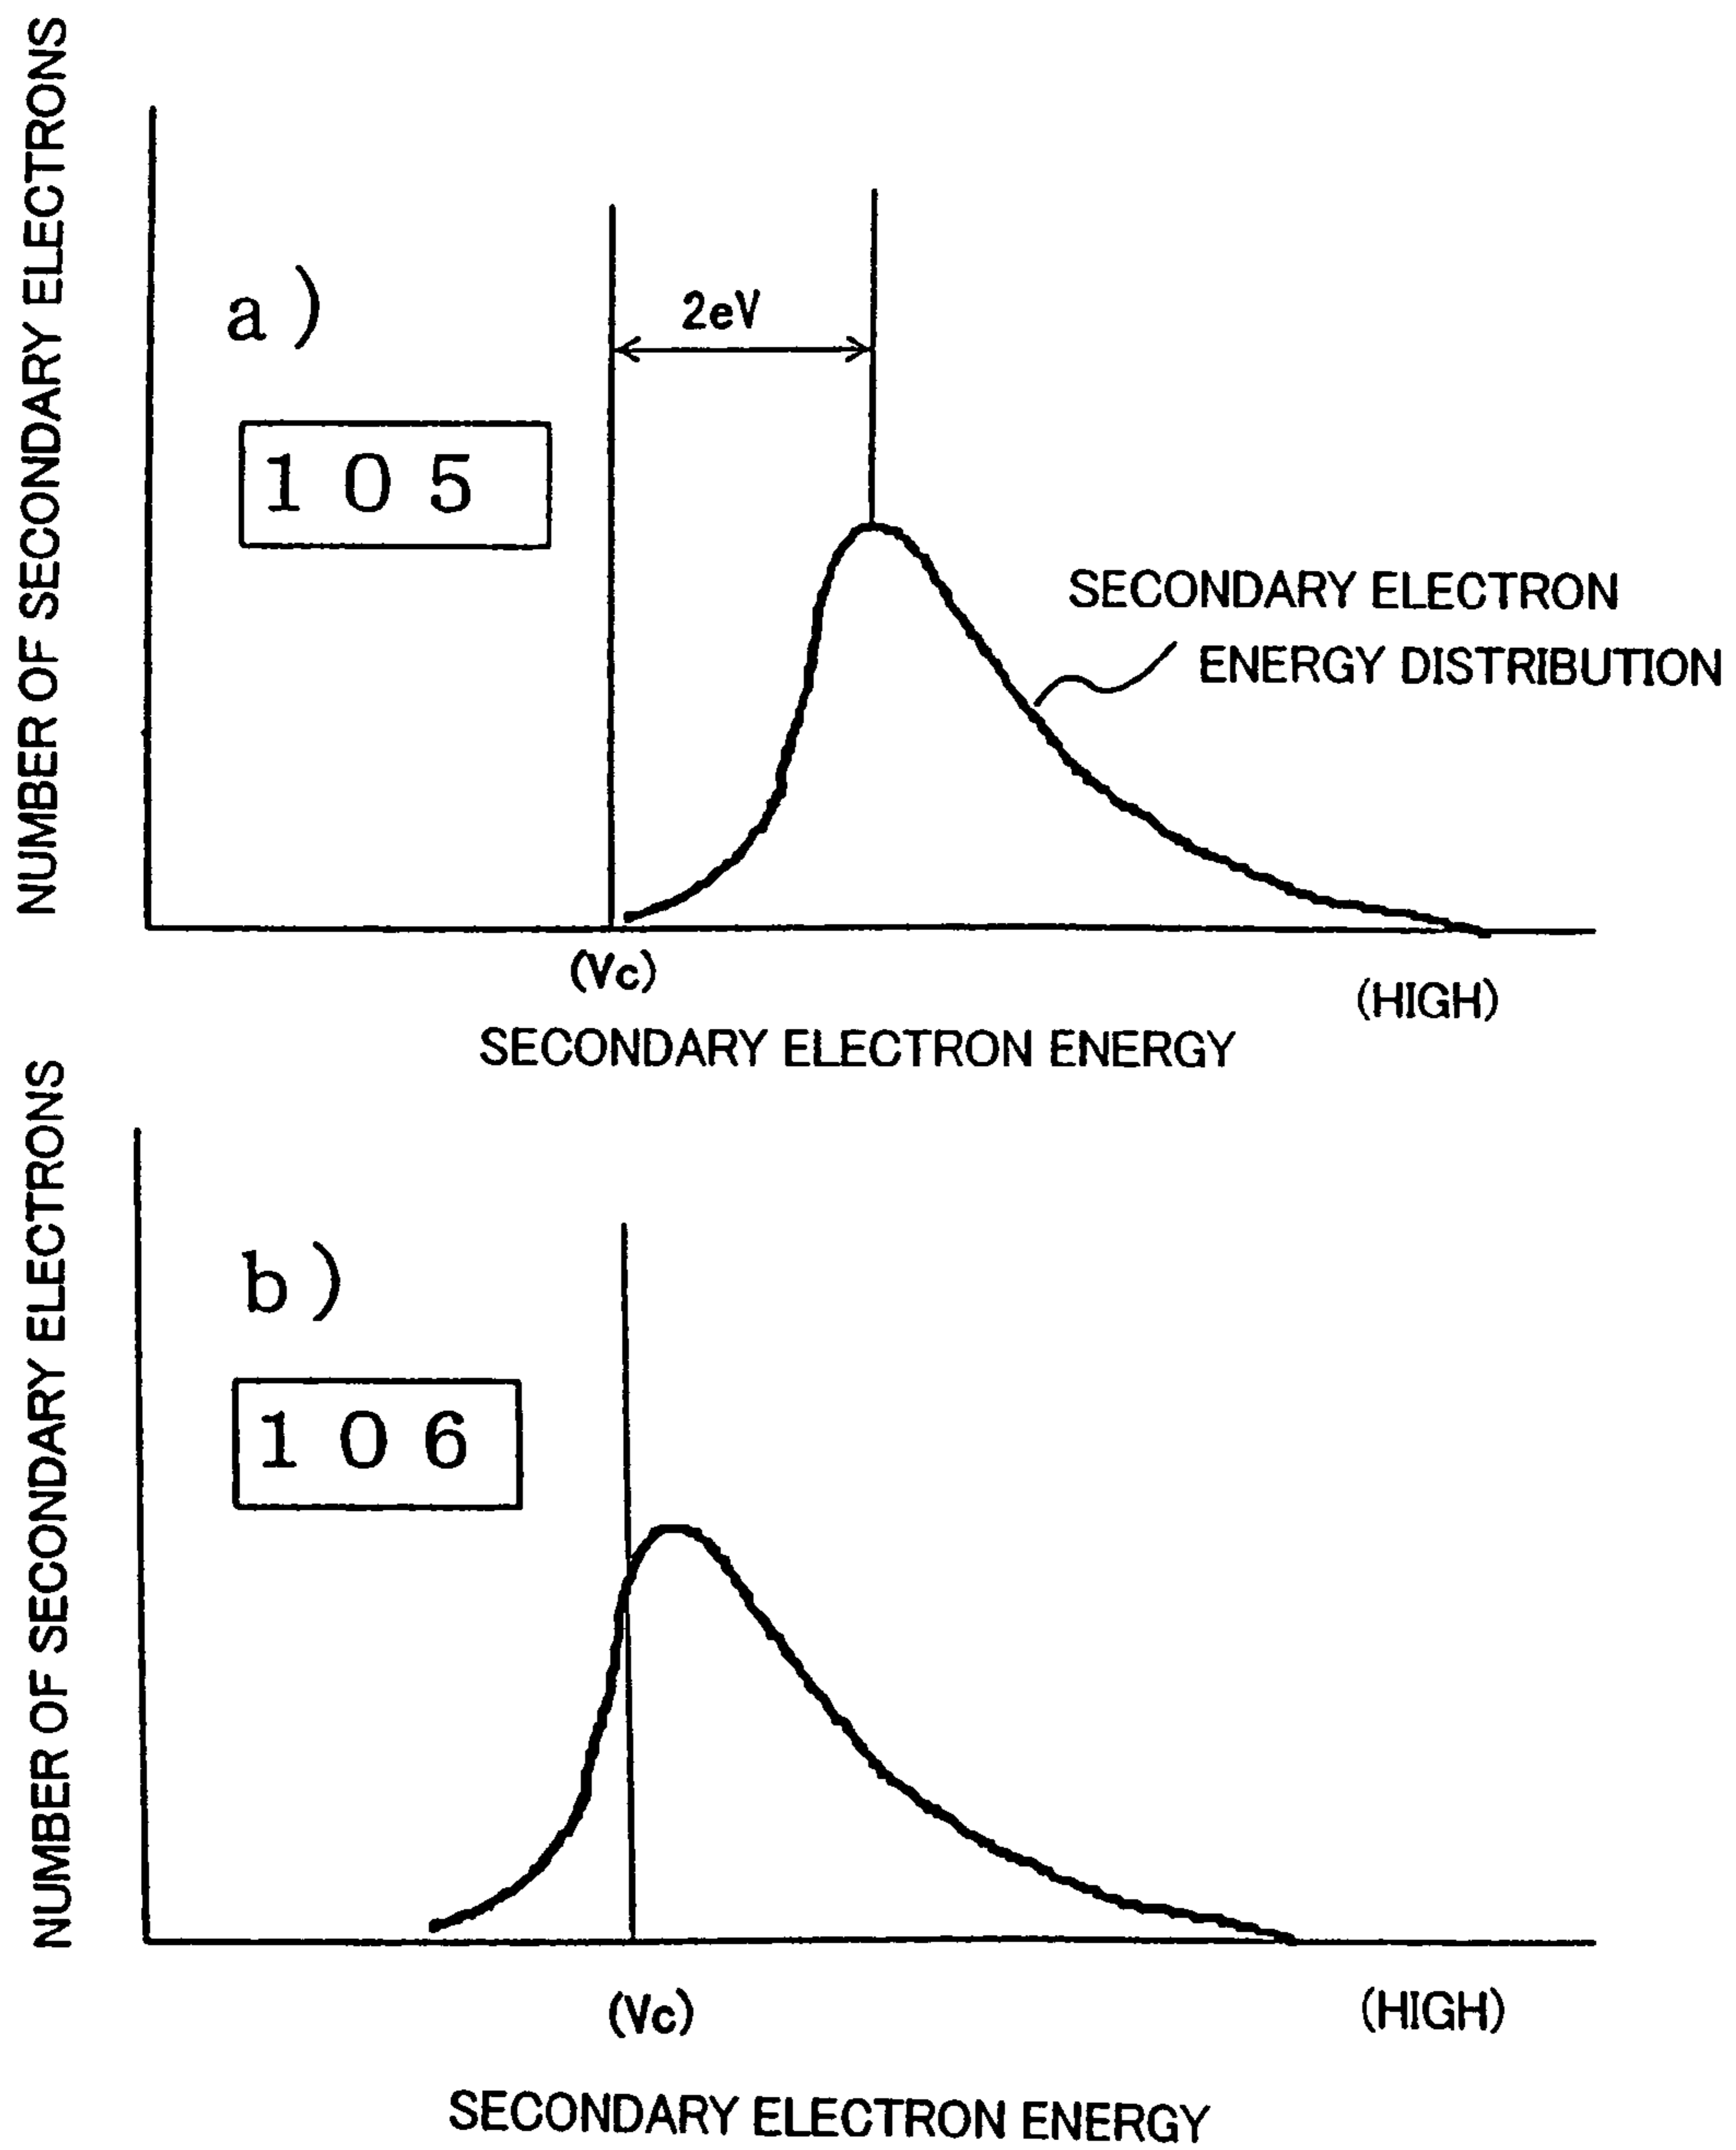 NUMBER OF SECONDARY ELECTRONS
a)
2eV
105
SECONDARY ELECTRON
ENERGY DISTRIBUTION
(Vc)
(HIGH)
SECONDARY ELECTRON ENERGY
NUMBER OF SECONDARY ELECTRONS
b)
106
(Vc)
(HIGH)
SECONDARY ELECTRON ENERGY